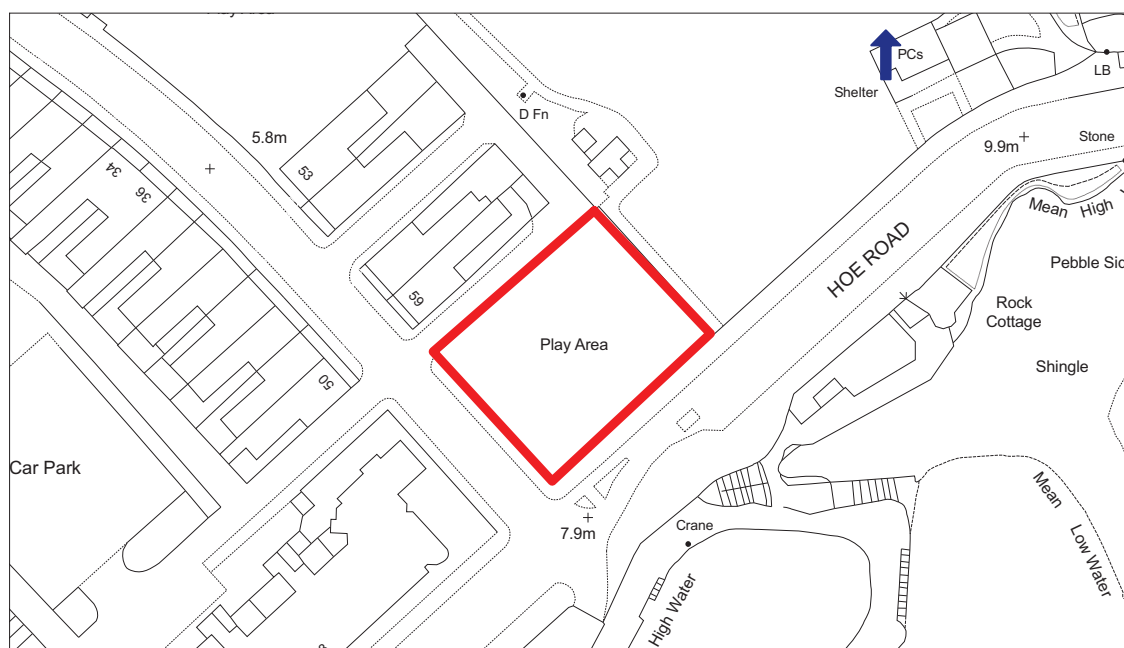 PCs
LB
Shelter
D Fn
5.8m
9.9m
Stone
53
34
36
Mean High
HOE ROAD
Pebble
59
Rock
Cottage
Play Area
Shingle
50
Car Park
Mean
Low Water
Crane
7.9m
High Water